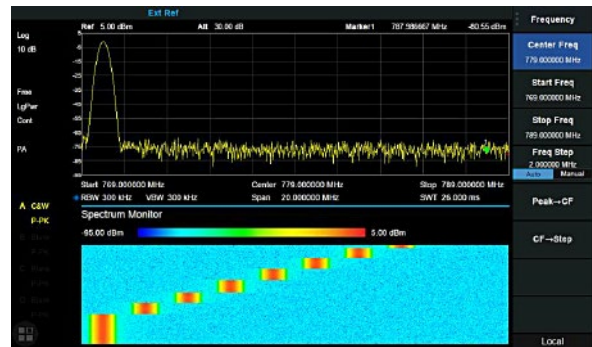 Ext Ref
Ref 5.00 dBm Att 30.00 dB Marker1 787.986667 MHz -80.55 dBm
Log
10 dB
Free
LgPwr
Cont
PA
Start 769.000000 MHz Center 779.000000 MHz Stop 789.000000 MHz
RBW 300 kHz VBW 300 kHz Span 20.000000 MHz SWT 26.000 ms
A C&W
P-PK
Spectrum Monitor
-95.00 dBm 5.00 dBm
Frequency
Center Freq
779.000000 MHz
Start Freq
769.000000 MHz
Stop Freq
789.000000 MHz
Freq Step
2.000000 MHz
Auto Manual
Peak→CF
CF→Step
Local